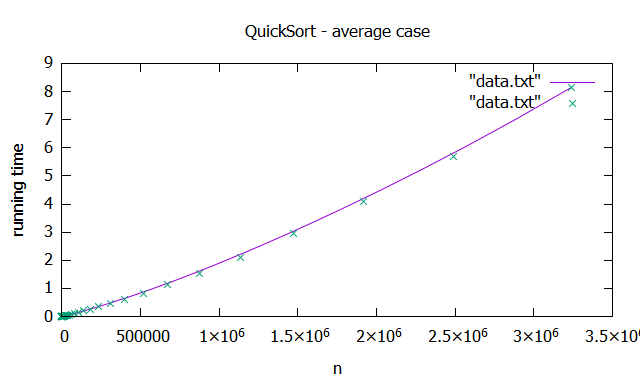 QuickSort - average case
9
8
7
6
5
4
3
2
1
0
running time
"data.txt"
"data.txt"
0 500000 1×10⁶ 1.5×10⁶ 2×10⁶ 2.5×10⁶ 3×10⁶ 3.5×10⁶
n